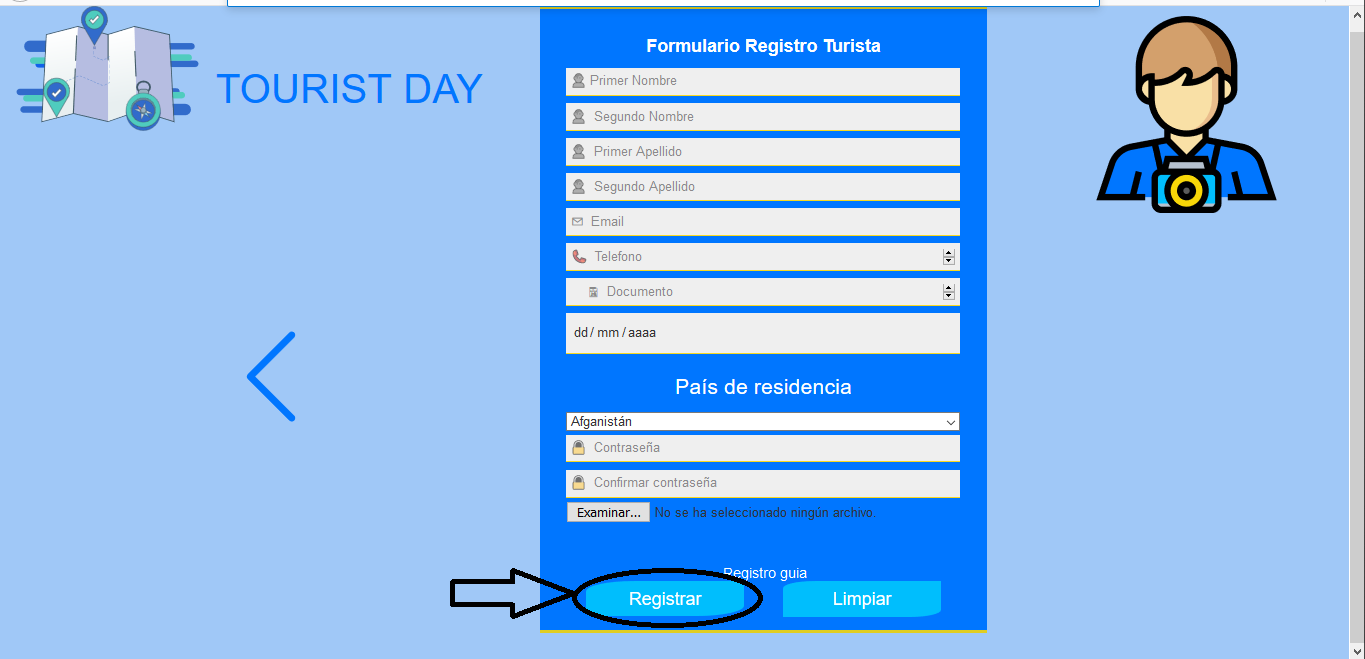 TOURIST DAY
Formulario Registro Turista
Primer Nombre
Segundo Nombre
Primer Apellido
Segundo Apellido
Email
Telefono
Documento
dd / mm / aaaa
País de residencia
Afganistán
Contraseña
Confirmar contraseña
Examinar... No se ha seleccionado ningún archivo.
Registro guia
Registrar Limpiar